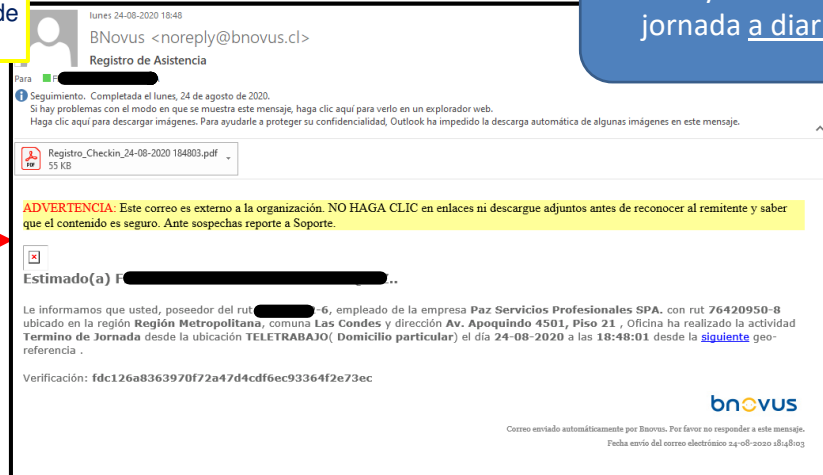 de
jornada a diar
lunes 24-08-2020 18:48
BNovus <noreply@bnovus.cl>
Registro de Asistencia
Para F
Seguimiento. Completada el lunes, 24 de agosto de 2020.
Si hay problemas con el modo en que se muestra este mensaje, haga clic aquí para verlo en un explorador web.
Haga clic aquí para descargar imágenes. Para ayudarle a proteger su confidencialidad, Outlook ha impedido la descarga automática de algunas imágenes en este mensaje.
Registro_Checkin_24-08-2020 184803.pdf
PDF
55 KB
ADVERTENCIA: Este correo es externo a la organización. NO HAGA CLIC en enlaces ni descargue adjuntos antes de reconocer al remitente y saber
que el contenido es seguro. Ante sospechas reporte a Soporte.
Estimado(a) F ..
Le informamos que usted, poseedor del rut -6, empleado de la empresa Paz Servicios Profesionales SPA. con rut 76420950-8
ubicado en la región Región Metropolitana, comuna Las Condes y dirección Av. Apoquindo 4501, Piso 21 , Oficina ha realizado la actividad
Termino de Jornada desde la ubicación TELETRABAJO( Domicilio particular) el día 24-08-2020 a las 18:48:01 desde la siguiente geo-
referencia .
Verificación: fdc126a8363970f72a47d4cdf6ec93364f2e73ec
bnovus
Correo enviado automáticamente por Bnovus. Por favor no responder a este mensaje.
Fecha envío del correo electrónico 24-08-2020 18:48:03